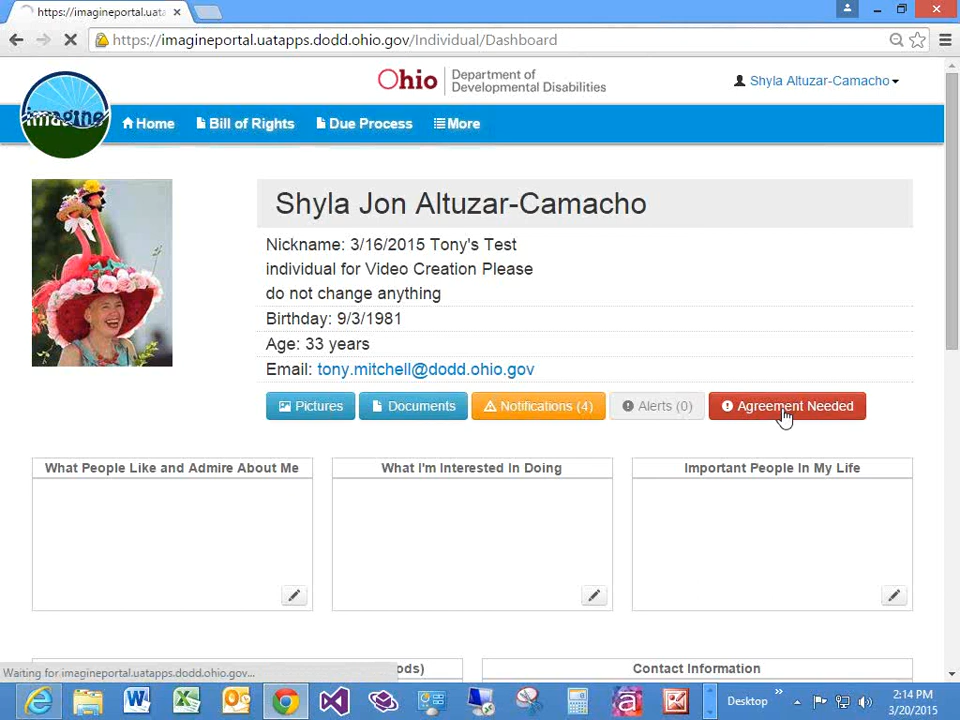 https://imagineportal.uata
https://imagineportal.uatapps.dodd.ohio.gov/Individual/Dashboard
imagine
Ohio Department of
Developmental Disabilities
Shyla Altuzar-Camacho
Home Bill of Rights Due Process More
Shyla Jon Altuzar-Camacho
Nickname: 3/16/2015 Tony's Test
individual for Video Creation Please
do not change anything
Birthday: 9/3/1981
Age: 33 years
Email: tony.mitchell@dodd.ohio.gov
Pictures Documents Notifications (4) Alerts (0) Agreement Needed
What People Like and Admire About Me What I'm Interested In Doing Important People In My Life
ods) Contact Information
Waiting for imagineportal.uatapps.dodd.ohio.gov...
Desktop
2:14 PM
3/20/2015